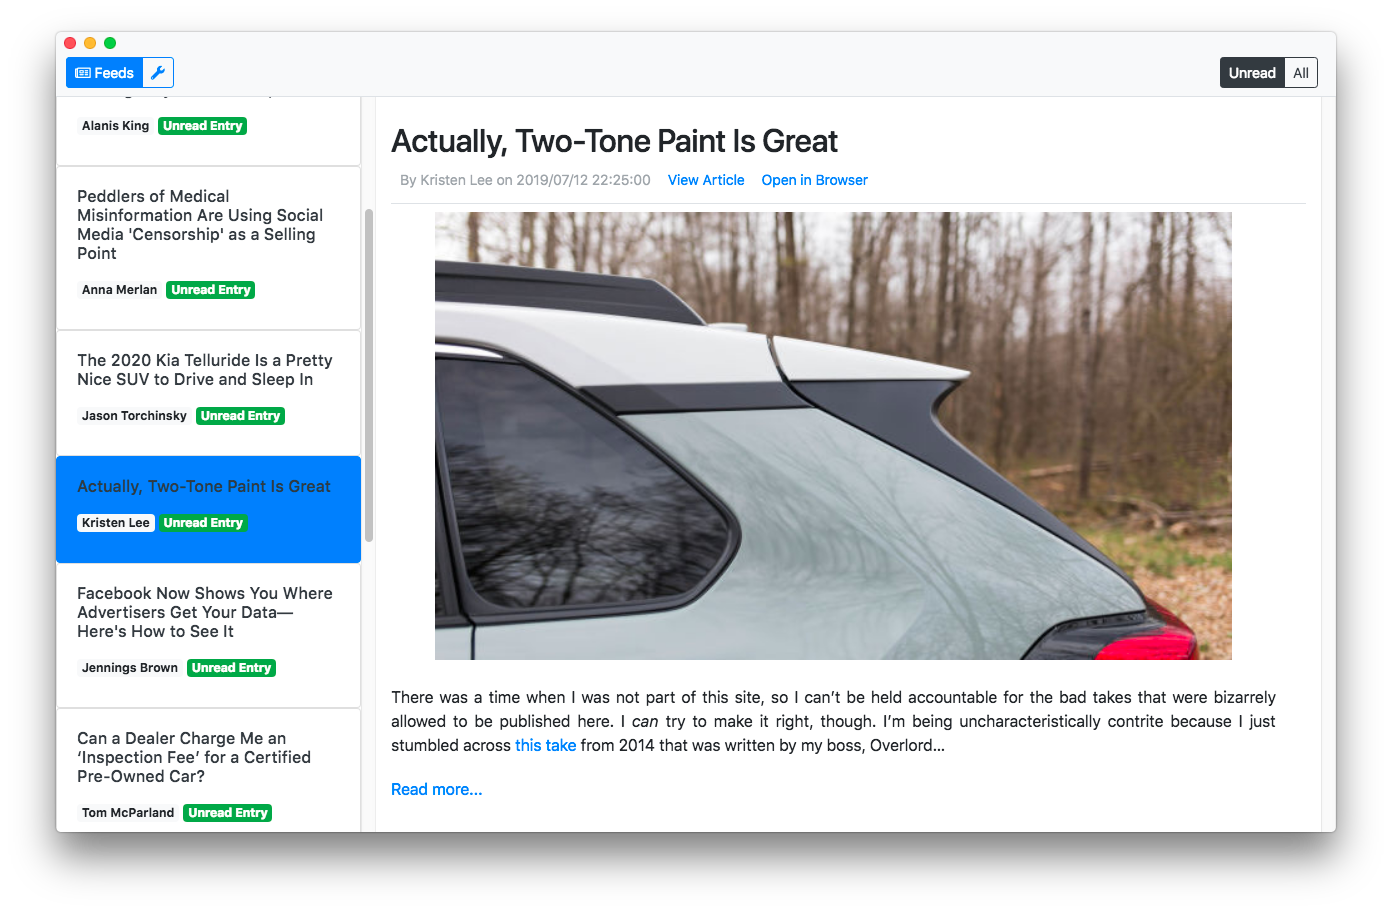 Feeds
Unread All
Alanis King Unread Entry
Peddlers of Medical
Misinformation Are Using Social
Media 'Censorship' as a Selling
Point
Anna Merlan Unread Entry
The 2020 Kia Telluride Is a Pretty
Nice SUV to Drive and Sleep In
Jason Torchinsky Unread Entry
Actually, Two-Tone Paint Is Great
Kristen Lee Unread Entry
Facebook Now Shows You Where
Advertisers Get Your Data—
Here's How to See It
Jennings Brown Unread Entry
Can a Dealer Charge Me an
‘Inspection Fee’ for a Certified
Pre-Owned Car?
Tom McParland Unread Entry
Actually, Two-Tone Paint Is Great
By Kristen Lee on 2019/07/12 22:25:00 View Article Open in Browser
There was a time when I was not part of this site, so I can’t be held accountable for the bad takes that were bizarrely
allowed to be published here. I can try to make it right, though. I’m being uncharacteristically contrite because I just
stumbled across this take from 2014 that was written by my boss, Overlord...
Read more...